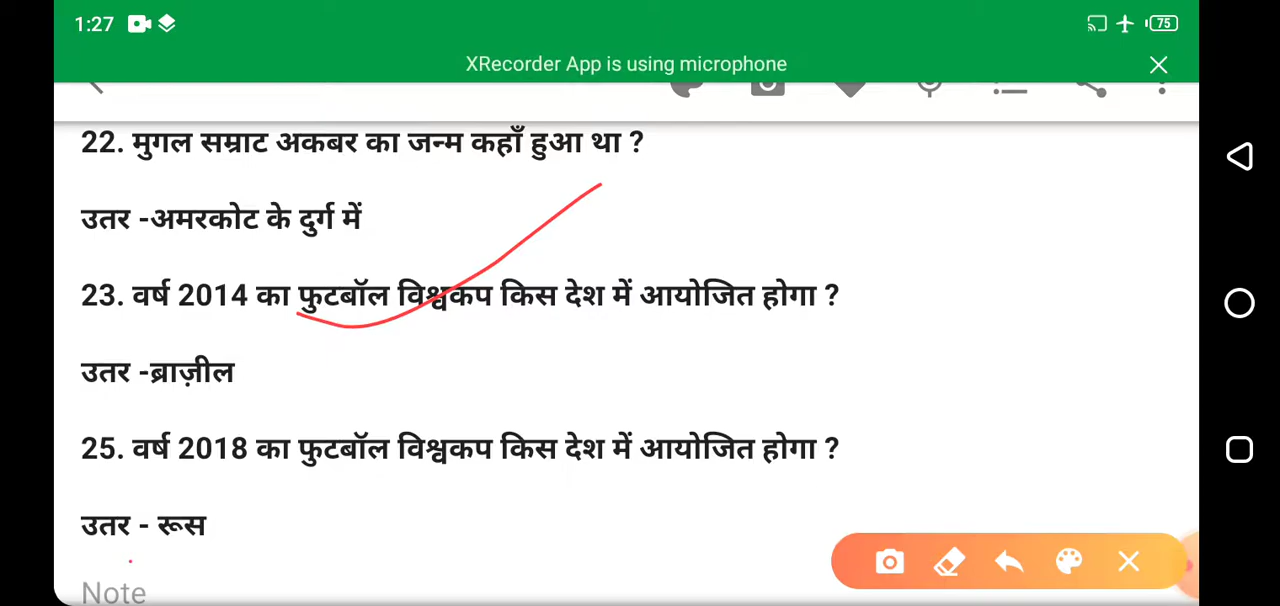 1:27
75
XRecorder App is using microphone
22. मुगल सम्राट अकबर का जन्म कहाँ हुआ था ?
उतर -अमरकोट के दुर्ग में
23. वर्ष 2014 का फुटबॉल विश्वकप किस देश में आयोजित होगा ?
उतर -ब्राज़ील
25. वर्ष 2018 का फुटबॉल विश्वकप किस देश में आयोजित होगा ?
उतर - रूस
Note